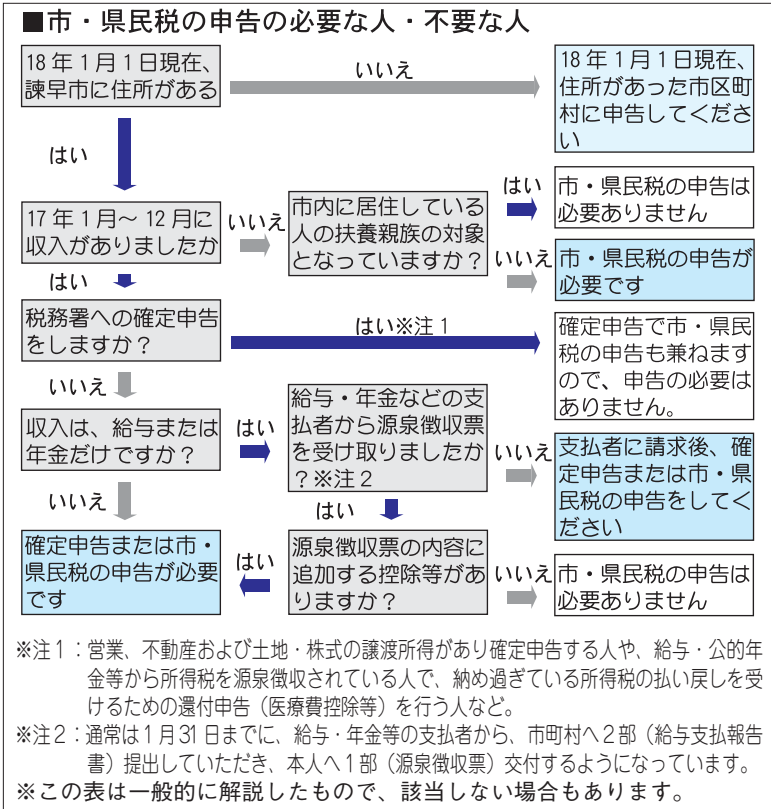 ■市・県民税の申告の必要な人・不要な人
18年1月1日現在、
諫早市に住所がある
いいえ
18年1月1日現在、
住所があった市区町
村に申告してくださ
い
はい
17年1月～12月に
収入がありましたか
いいえ
市内に居住している
人の扶養親族の対象
となっていますか？
はい
市・県民税の申告は
必要ありません
いいえ
市・県民税の申告が
必要です
はい
税務署への確定申告
をしますか？
はい※注1
確定申告で市・県民
税の申告も兼ねます
ので、申告の必要は
ありません。
いいえ
収入は、給与または
年金だけですか？
はい
給与・年金などの支
払者から源泉徴収票
を受け取りましたか
？※注2
いいえ
支払者に請求後、確
定申告または市・県
民税の申告をしてく
ださい
いいえ
はい
確定申告または市・
県民税の申告が必要
です
はい
源泉徴収票の内容に
追加する控除等があ
りますか？
いいえ
市・県民税の申告は
必要ありません
※注1：営業、不動産および土地・株式の譲渡所得があり確定申告する人や、給与・公的年
金等から所得税を源泉徴収されている人で、納め過ぎている所得税の払い戻しを受
けるための還付申告（医療費控除等）を行う人など。
※注2：通常は1月31日までに、給与・年金等の支払者から、市町村へ2部（給与支払報告
書）提出していただき、本人へ1部（源泉徴収票）交付するようになっています。
※この表は一般的に解説したもので、該当しない場合もあります。